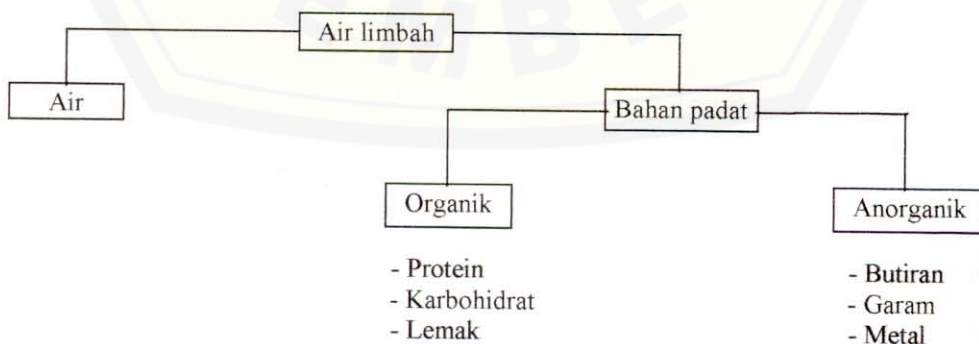 Air limbah
Air
Bahan padat
Organik
Anorganik
- Protein
- Karbohidrat
- Lemak
- Butiran
- Garam
- Metal